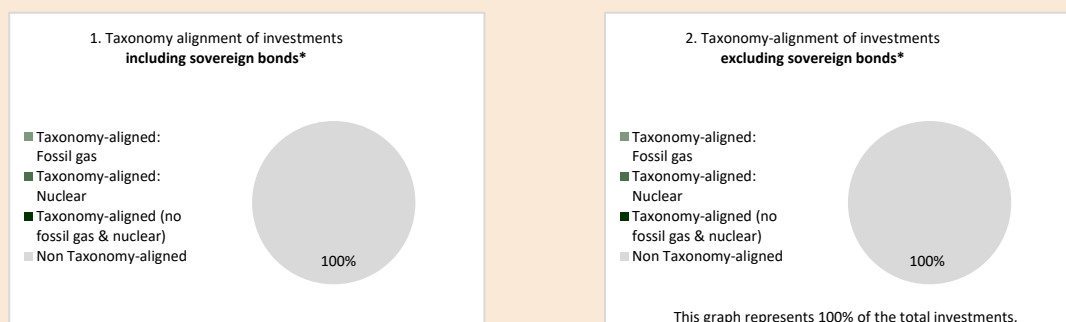 1. Taxonomy alignment of investments
including sovereign bonds*
Taxonomy-aligned:
Fossil gas
Taxonomy-aligned:
Nuclear
Taxonomy-aligned (no
fossil gas & nuclear)
Non Taxonomy-aligned
100%
2. Taxonomy-alignment of investments
excluding sovereign bonds*
Taxonomy-aligned:
Fossil gas
Taxonomy-aligned:
Nuclear
Taxonomy-aligned (no
fossil gas & nuclear)
Non Taxonomy-aligned
100%
This graph represents 100% of the total investments.